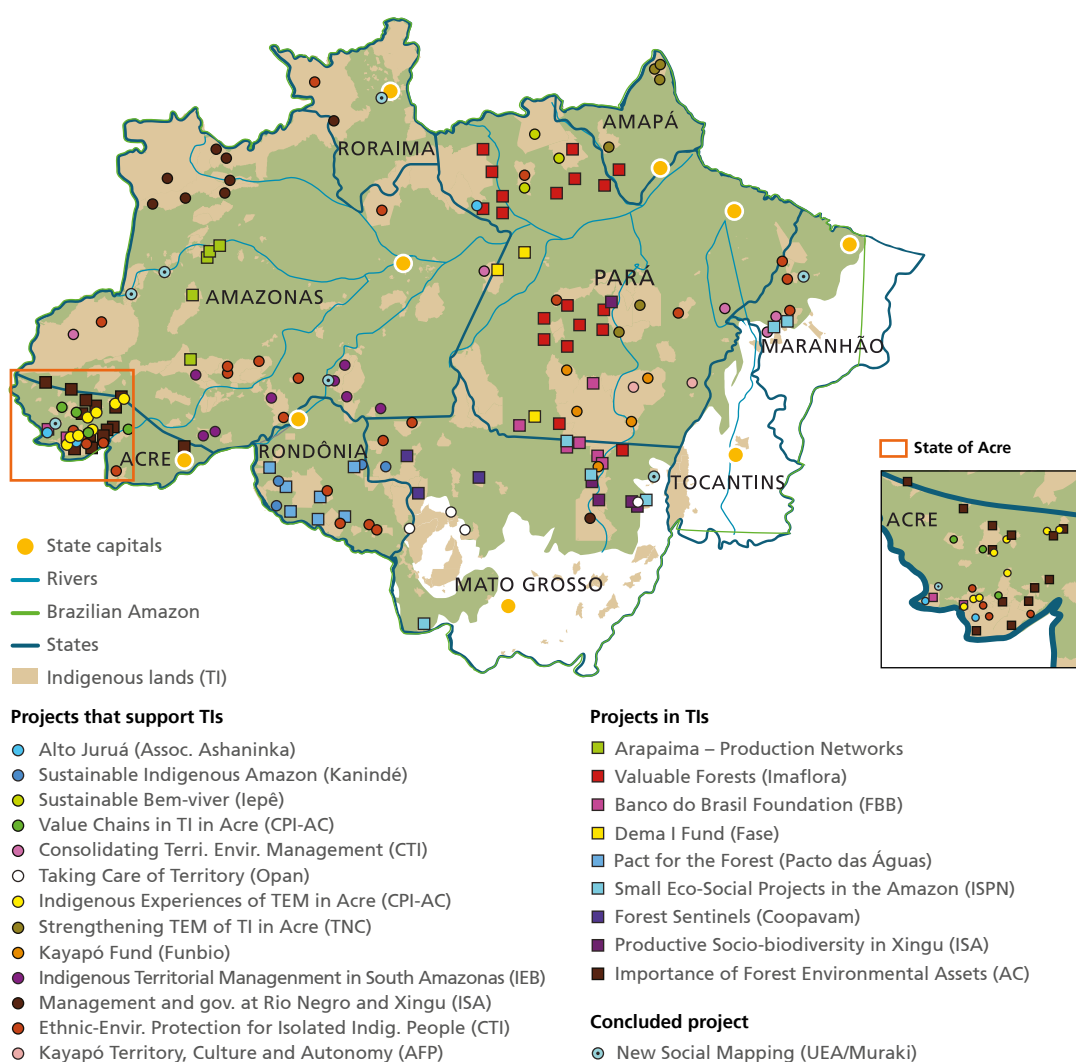 RORAIMA
AMAPÁ
AMAZONAS
PARÁ
MARANHÃO
ACRE
RONDÔNIA
TOCANTINS
MATO GROSSO
State of Acre
ACRE
State capitals
Rivers
Brazilian Amazon
States
Indigenous lands (TI)
Projects that support TIs
Alto Juruá (Assoc. Ashaninka)
Sustainable Indigenous Amazon (Kanindé)
Sustainable Bem-viver (Iepê)
Value Chains in TI in Acre (CPI-AC)
Consolidating Terri. Envir. Management (CTI)
Taking Care of Territory (Opan)
Indigenous Experiences of TEM in Acre (CPI-AC)
Strengthening TEM of TI in Acre (TNC)
Kayapó Fund (Funbio)
Indigenous Territorial Managenment in South Amazonas (IEB)
Management and gov. at Rio Negro and Xingu (ISA)
Ethnic-Envir. Protection for Isolated Indig. People (CTI)
Kayapó Territory, Culture and Autonomy (AFP)
Projects in TIs
Arapaima – Production Networks
Valuable Forests (Imaflora)
Banco do Brasil Foundation (FBB)
Dema I Fund (Fase)
Pact for the Forest (Pacto das Águas)
Small Eco-Social Projects in the Amazon (ISPN)
Forest Sentinels (Coopavam)
Productive Socio-biodiversity in Xingu (ISA)
Importance of Forest Environmental Assets (AC)
Concluded project
New Social Mapping (UEA/Muraki)